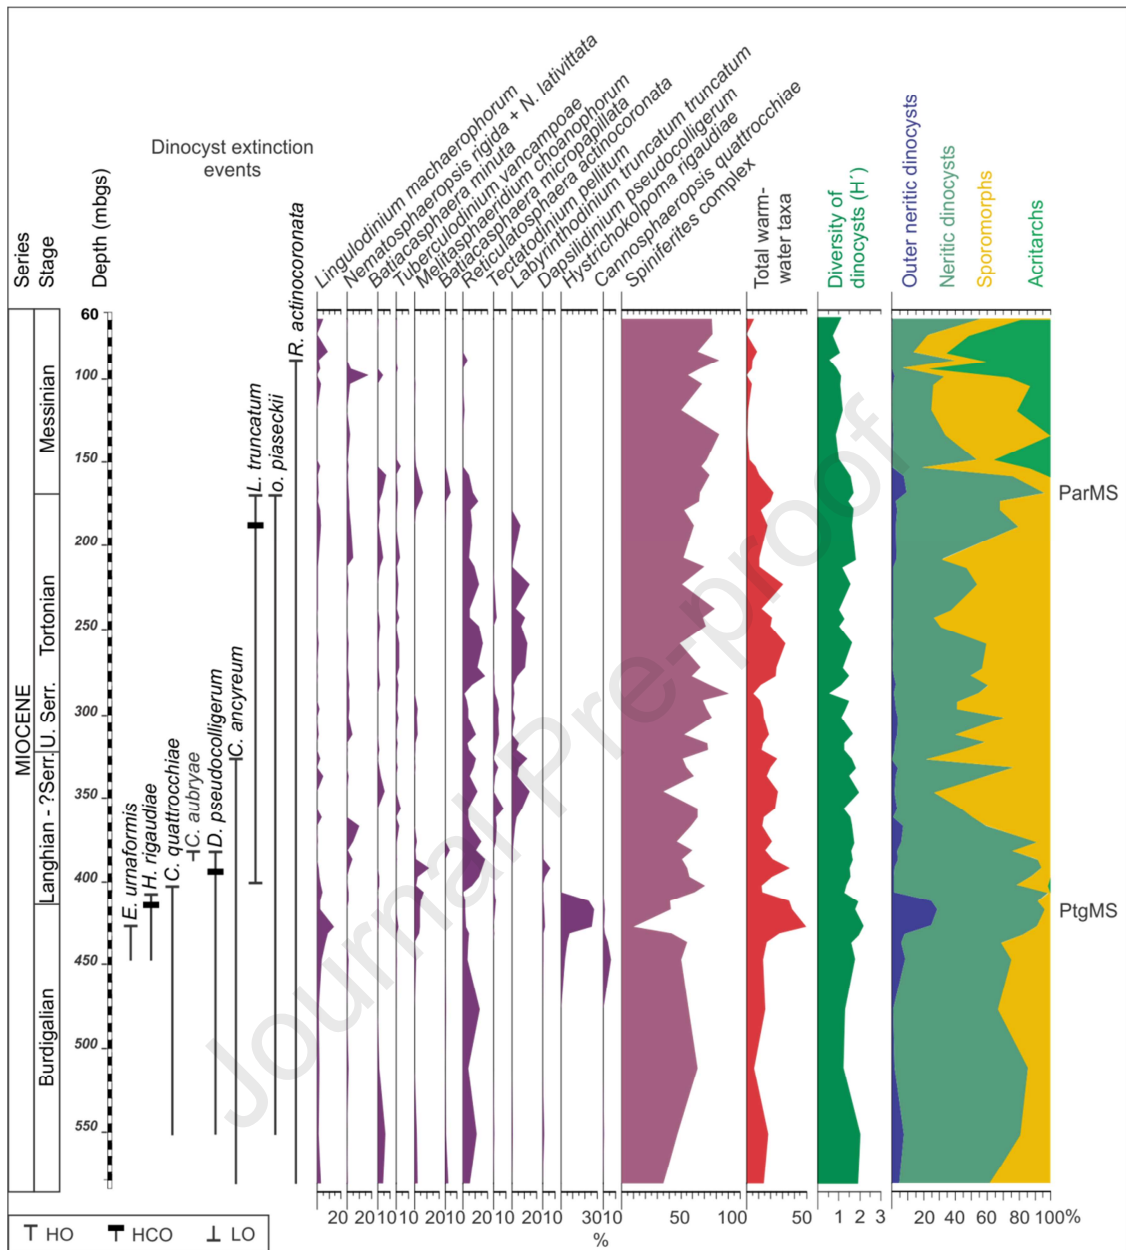 Series
Stage
Depth (mbgs)
Dinocyst extinction
events
Lingulodinium machaerophorum
Nematosphaeropsis rigida + N. lativittata
Batiacasphaera minuta
Tuberculodinium vancampoae
Melitasphaeridium choanophorum
Batiacasphaera micropapillata
Reticulatosphaera actinocoronata
Tectatodinium pellitum
Labyrinthodinium truncatum truncatum
Dapsilidinium pseudocolligerum
Hystrichokolpoma rigaudiae
Cannosphaeropsis quattrocchiae
Spiniferites complex
Total warm-
water taxa
Diversity of
dinocysts (H´)
Outer neritic dinocysts
Neritic dinocysts
Sporomorphs
Acritarchs
MIOCENE
Messinian
Tortonian
U. Serr.
Langhian - ?Serr.
Burdigalian
60
100
150
200
250
300
350
400
450
500
550
E. urnaformis
H. rigaudiae
C. quattrocchiae
C. aubryae
D. pseudocolligerum
C. ancyreum
L. truncatum
Io. piaseckii
R. actinocoronata
ParMS
PtgMS
20 20 10 10 20 10 20 10 20 10 30 10 50 100 50 1 2 3 20 40 60 80 100%
%
HO HCO LO
Journal Pre-proof